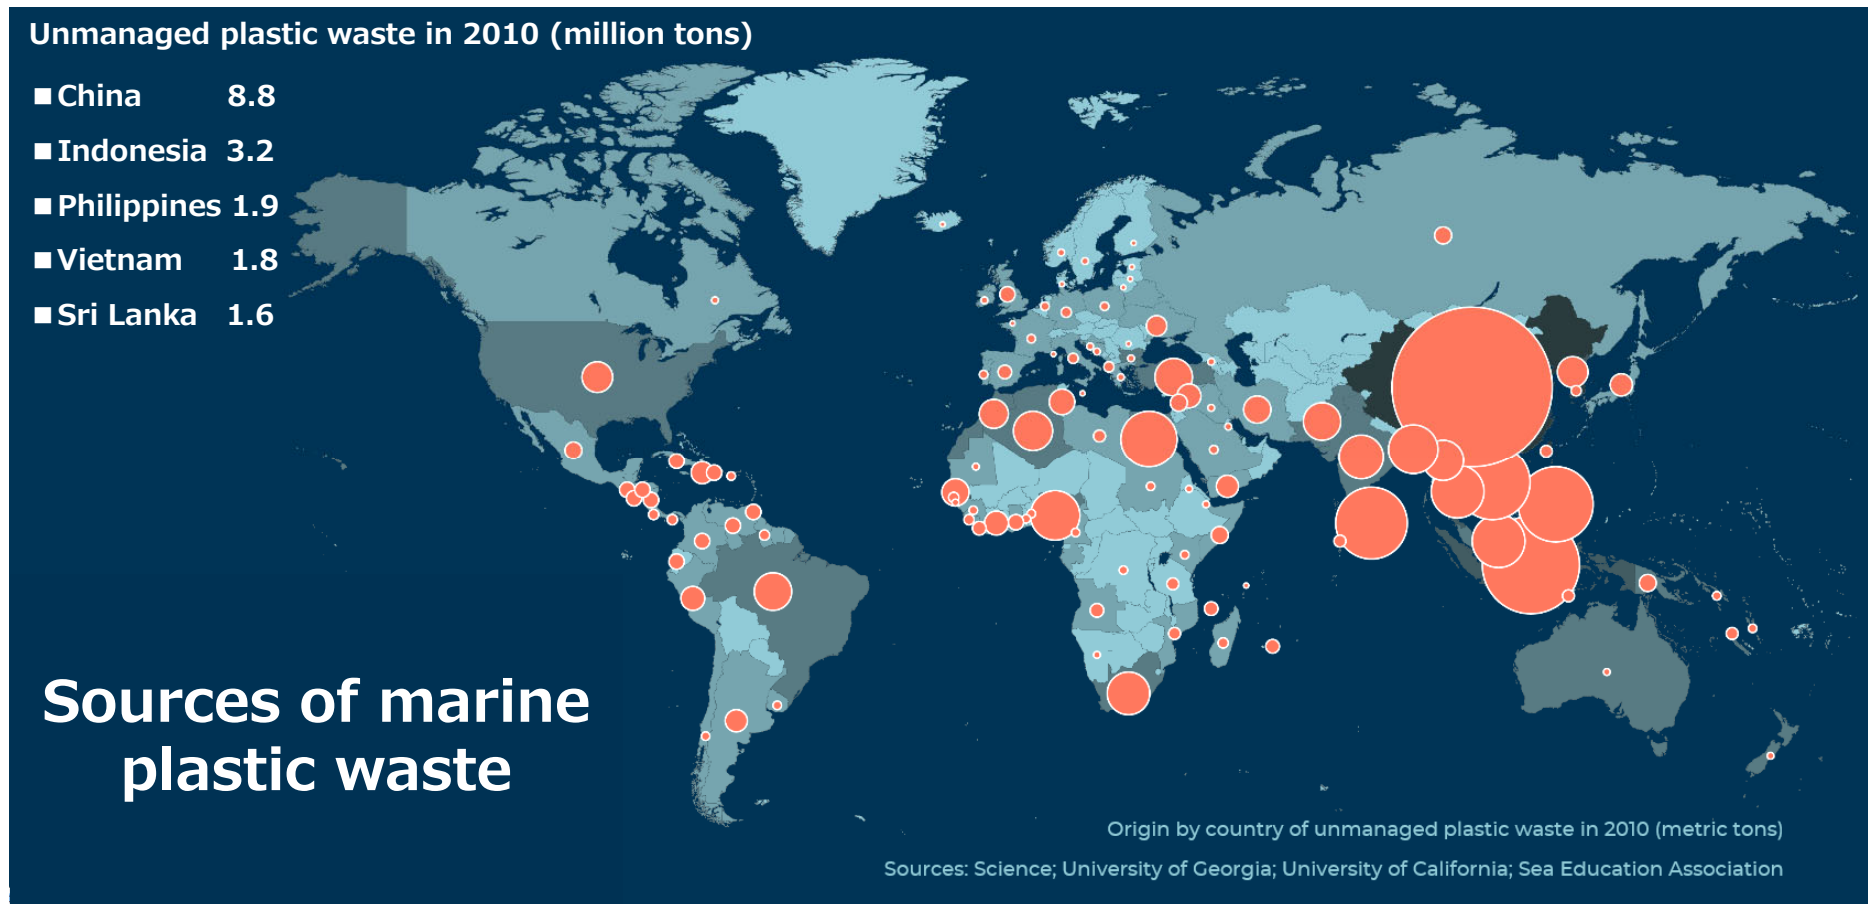 Unmanaged plastic waste in 2010 (million tons)
■ China 8.8
■ Indonesia 3.2
■ Philippines 1.9
■ Vietnam 1.8
■ Sri Lanka 1.6
Sources of marine
plastic waste
Origin by country of unmanaged plastic waste in 2010 (metric tons)
Sources: Science; University of Georgia; University of California; Sea Education Association